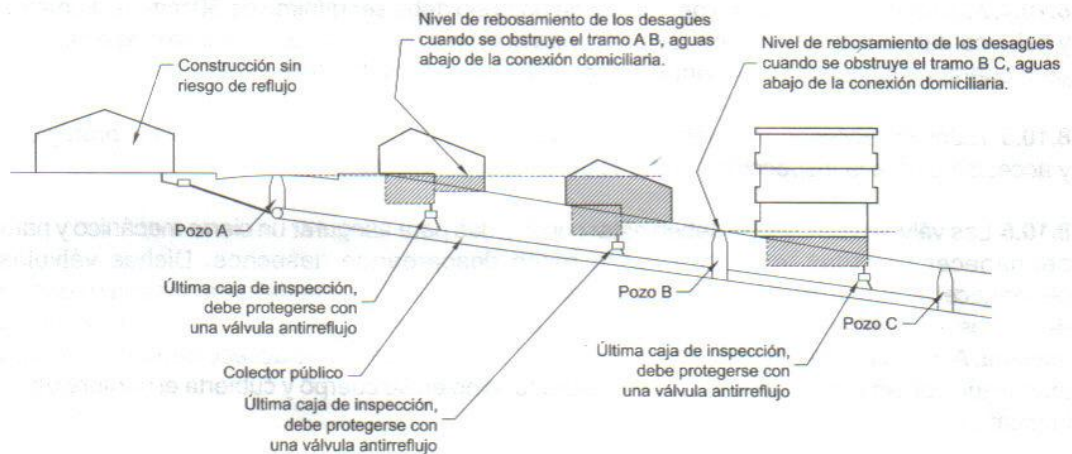 Nivel de rebosamiento de los desagües
cuando se obstruye el tramo A B, aguas
abajo de la conexión domiciliaria.
Nivel de rebosamiento de los desagües
cuando se obstruye el tramo B C, aguas
abajo de la conexión domiciliaria.
Construcción sin
riesgo de reflujo
Pozo A
Última caja de inspección,
debe protegerse con
una válvula antirreflujo
Colector público
Última caja de inspección,
debe protegerse con
una válvula antirreflujo
Pozo B
Última caja de inspección,
debe protegerse con
una válvula antirreflujo
Pozo C